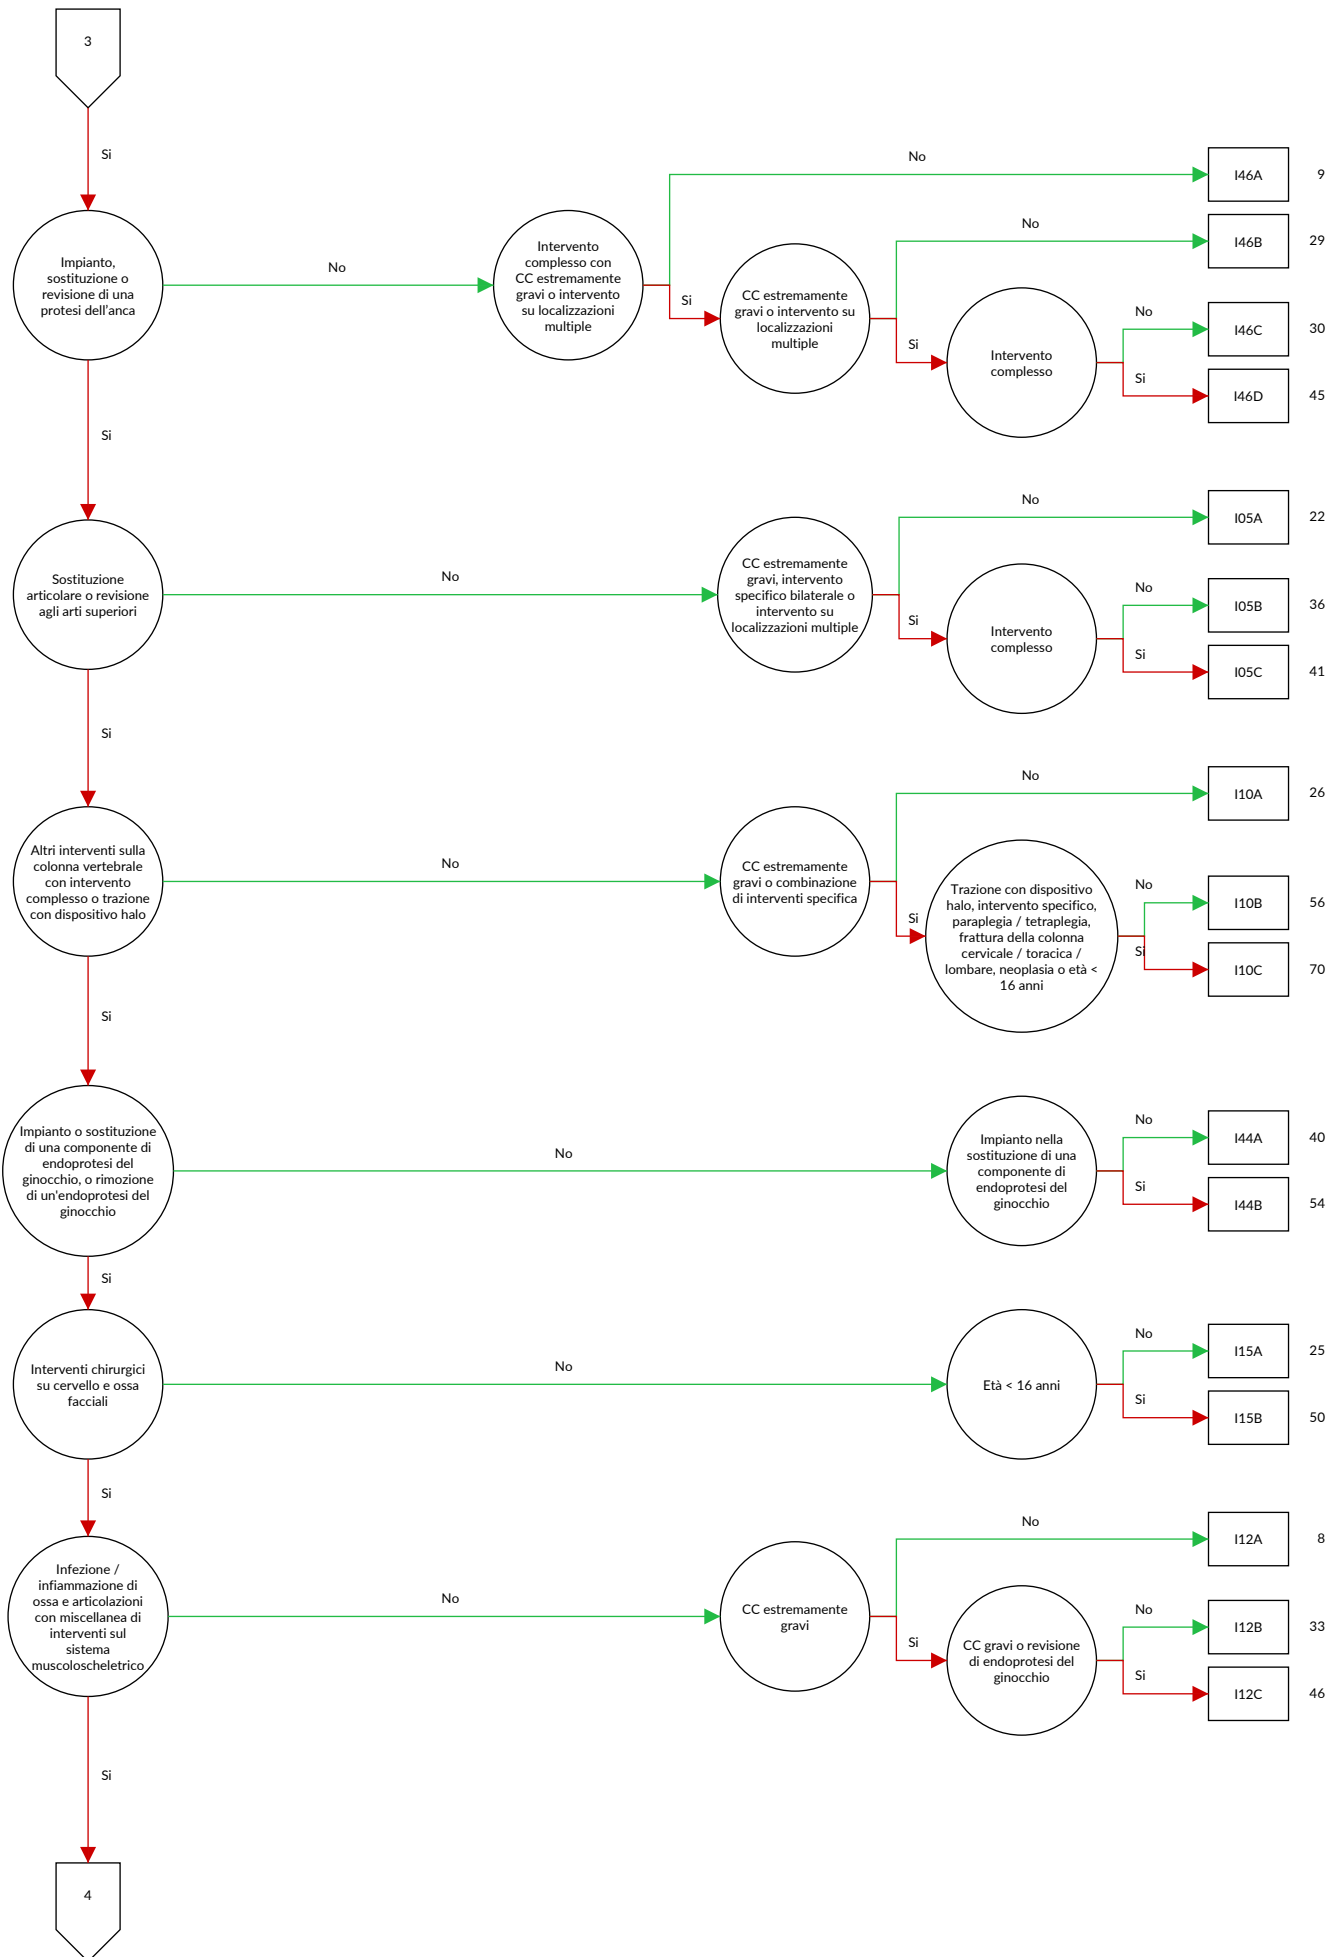 3
Si
Impianto,
sostituzione o
revisione di una
protesi dell'anca
No
Intervento
complesso con
CC estremamente
gravi o intervento
su localizzazioni
multiple
No
I46A
9
Si
CC estremamente
gravi o intervento su
localizzazioni
multiple
No
I46B
29
Si
Intervento
complesso
No
I46C
30
Si
I46D
45
Si
Sostituzione
articolare o revisione
agli arti superiori
No
CC estremamente
gravi, intervento
specifico bilaterale o
intervento su
localizzazioni multiple
No
I05A
22
Si
Intervento
complesso
No
I05B
36
Si
I05C
41
Si
Altri interventi sulla
colonna vertebrale
con intervento
complesso o trazione
con dispositivo halo
No
CC estremamente
gravi o combinazione
di interventi specifica
No
I10A
26
Si
Trazione con dispositivo
halo, intervento specifico,
paraplegia / tetraplegia,
frattura della colonna
cervicale / toracica /
lombare, neoplasia o età <
16 anni
No
I10B
56
Si
I10C
70
Si
Impianto o sostituzione
di una componente di
endoprotesi del
ginocchio, o rimozione
di un'endoprotesi del
ginocchio
No
Impianto nella
sostituzione di una
componente di
endoprotesi del
ginocchio
No
I44A
40
Si
I44B
54
Si
Interventi chirurgici
su cervello e ossa
facciali
No
Età < 16 anni
No
I15A
25
Si
I15B
50
Si
Infezione /
infiammazione di
ossa e articolazioni
con miscellanea di
interventi sul
sistema
muscoloscheletrico
No
CC estremamente
gravi
No
I12A
8
Si
CC gravi o revisione
di endoprotesi del
ginocchio
No
I12B
33
Si
I12C
46
Si
4